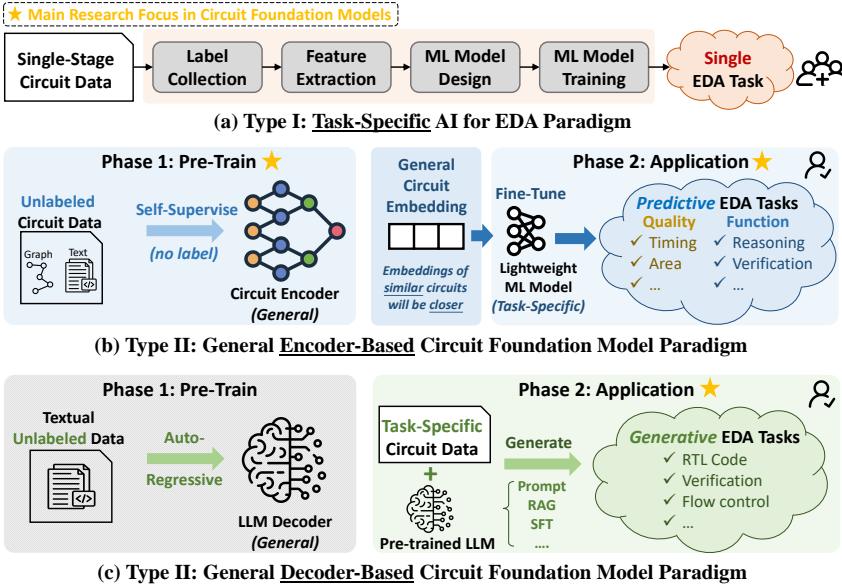 ★ Main Research Focus in Circuit Foundation Models
Single-Stage
Circuit Data
Label
Collection
Feature
Extraction
ML Model
Design
ML Model
Training
Single
EDA Task
(a) Type I: Task-Specific AI for EDA Paradigm
Phase 1: Pre-Train ★
Unlabeled
Circuit Data
Graph
Text
</>
Self-Supervise
(no label)
Circuit Encoder
(General)
General
Circuit
Embedding
Embeddings of
similar circuits
will be closer
Phase 2: Application ★
Fine-Tune
Lightweight
ML Model
(Task-Specific)
Predictive EDA Tasks
Quality
✓ Timing
✓ Area
✓ ...
Function
✓ Reasoning
✓ Verification
✓ ...
(b) Type II: General Encoder-Based Circuit Foundation Model Paradigm
Phase 1: Pre-Train
Textual
Unlabeled Data
</>
Auto-
Regressive
LLM Decoder
(General)
Phase 2: Application ★
Task-Specific
Circuit Data
+
Pre-trained LLM
Generate
Prompt
RAG
SFT
....
Generative EDA Tasks
✓ RTL Code
✓ Verification
✓ Flow control
✓ ...
(c) Type II: General Decoder-Based Circuit Foundation Model Paradigm